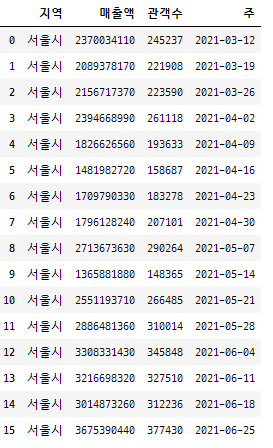 지역 매출액 관객수 주
0 서울시 2370034110 245237 2021-03-12
1 서울시 2089378170 221908 2021-03-19
2 서울시 2156717370 223590 2021-03-26
3 서울시 2394668990 261118 2021-04-02
4 서울시 1826626560 193633 2021-04-09
5 서울시 1481982720 158687 2021-04-16
6 서울시 1709790330 183278 2021-04-23
7 서울시 1796128240 207101 2021-04-30
8 서울시 2713673630 290264 2021-05-07
9 서울시 1365881880 148365 2021-05-14
10 서울시 2551193710 266485 2021-05-21
11 서울시 2886481360 310014 2021-05-28
12 서울시 3308331430 345848 2021-06-04
13 서울시 3216698320 327510 2021-06-11
14 서울시 3014873260 312236 2021-06-18
15 서울시 3675390440 377430 2021-06-25